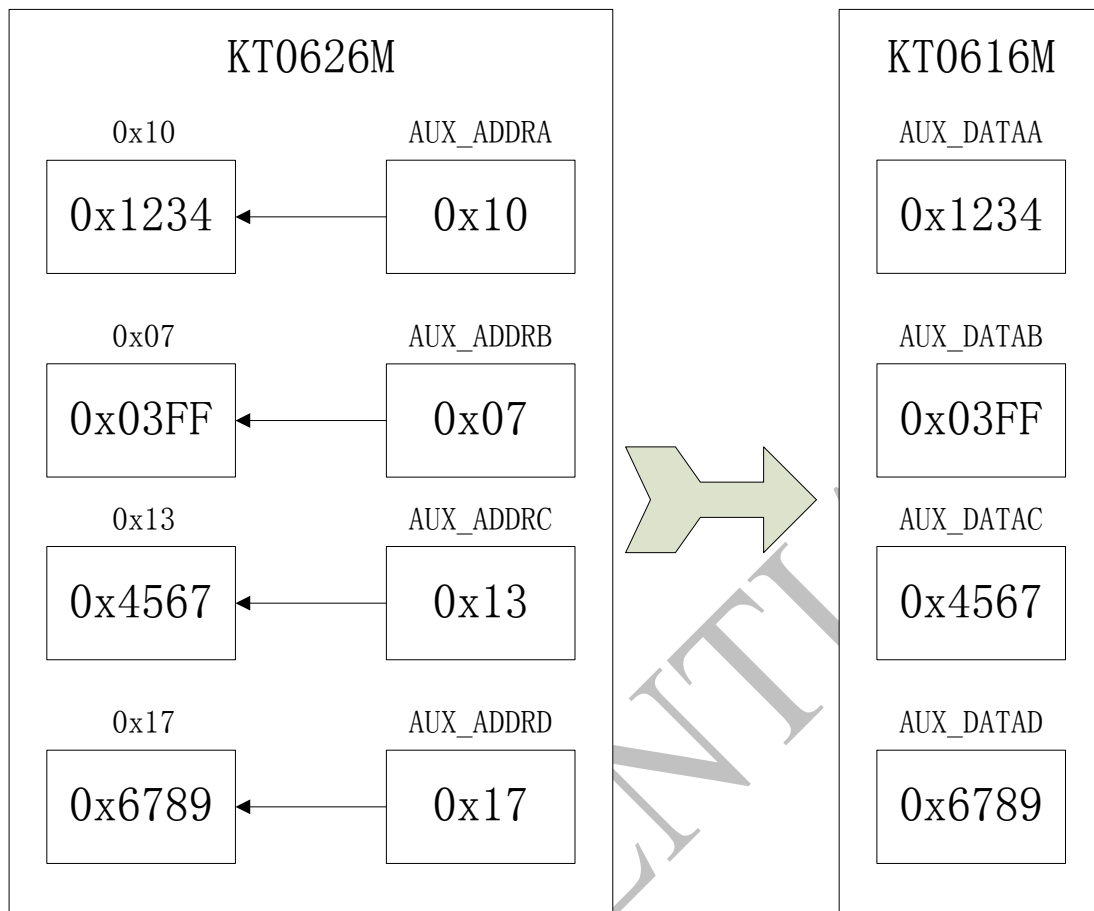 KT0626M
KT0616M
0x10
AUX_ADDRA
AUX_DATAA
0x1234
0x10
0x1234
0x07
AUX_ADDRB
AUX_DATAB
0x03FF
0x07
0x03FF
0x13
AUX_ADDRC
AUX_DATAC
0x4567
0x13
0x4567
0x17
AUX_ADDRD
AUX_DATAD
0x6789
0x17
0x6789